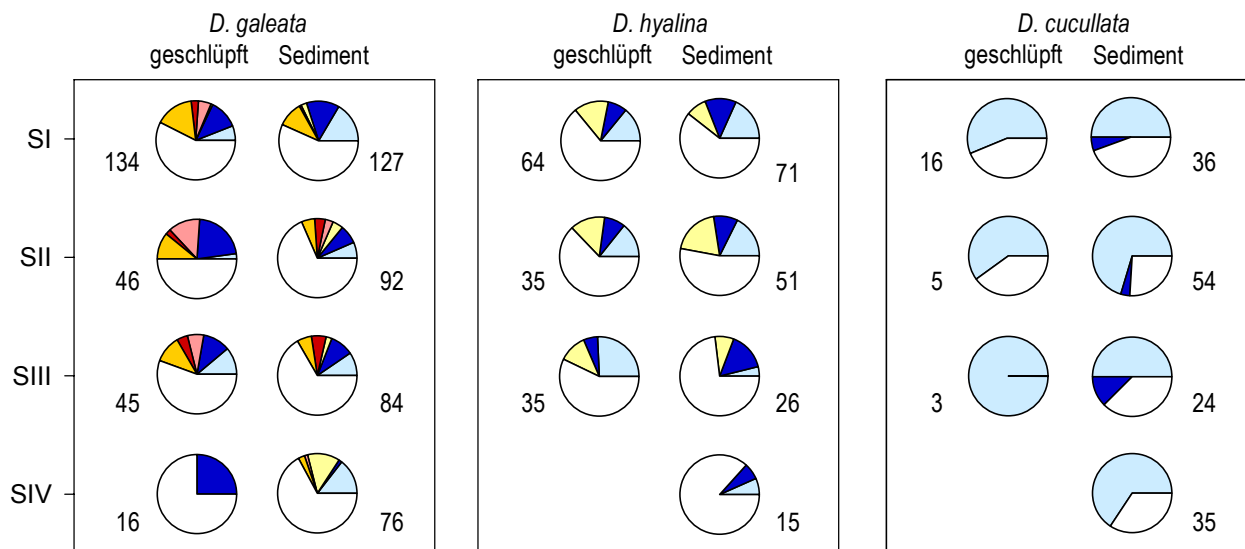 D. galeata D. hyalina D. cucullata
geschlüpft Sediment geschlüpft Sediment geschlüpft Sediment
SI 134 127 64 71 16 36
SII 46 92 35 51 5 54
SIII 45 84 35 26 3 24
SIV 16 76 15 35